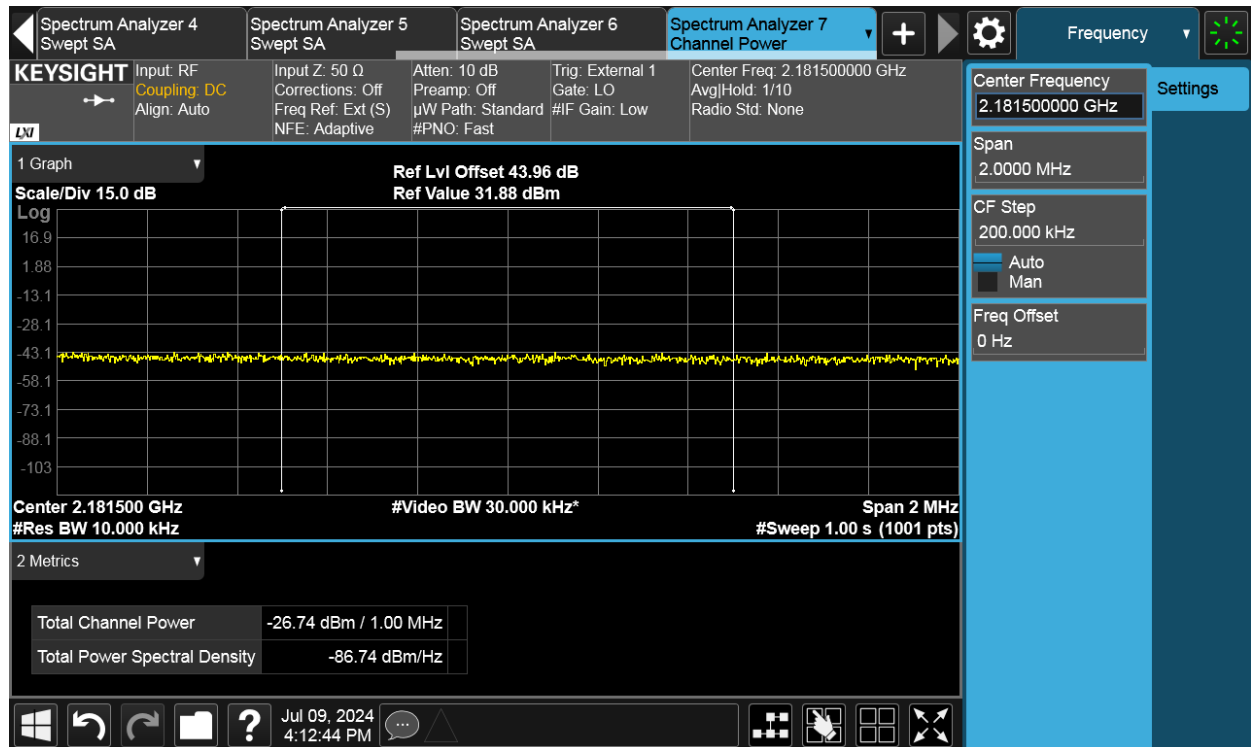 Spectrum Analyzer 4
Swept SA
Spectrum Analyzer 5
Swept SA
Spectrum Analyzer 6
Swept SA
Spectrum Analyzer 7
Channel Power
Frequency
KEYSIGHT
LXI
Input: RF
Coupling: DC
Align: Auto
Input Z: 50 Ω
Corrections: Off
Freq Ref: Ext (S)
NFE: Adaptive
Atten: 10 dB
Preamp: Off
µW Path: Standard
#PNO: Fast
Trig: External 1
Gate: LO
#IF Gain: Low
Center Freq: 2.181500000 GHz
Avg|Hold: 1/10
Radio Std: None
Center Frequency
2.181500000 GHz
Settings
Span
2.0000 MHz
CF Step
200.000 kHz
Auto
Man
Freq Offset
0 Hz
1 Graph
Scale/Div 15.0 dB
Ref Lvl Offset 43.96 dB
Ref Value 31.88 dBm
Log
16.9
1.88
-13.1
-28.1
-43.1
-58.1
-73.1
-88.1
-103
Center 2.181500 GHz
#Video BW 30.000 kHz*
Span 2 MHz
#Res BW 10.000 kHz
#Sweep 1.00 s (1001 pts)
2 Metrics
Total Channel Power -26.74 dBm / 1.00 MHz
Total Power Spectral Density -86.74 dBm/Hz
?
Jul 09, 2024
4:12:44 PM